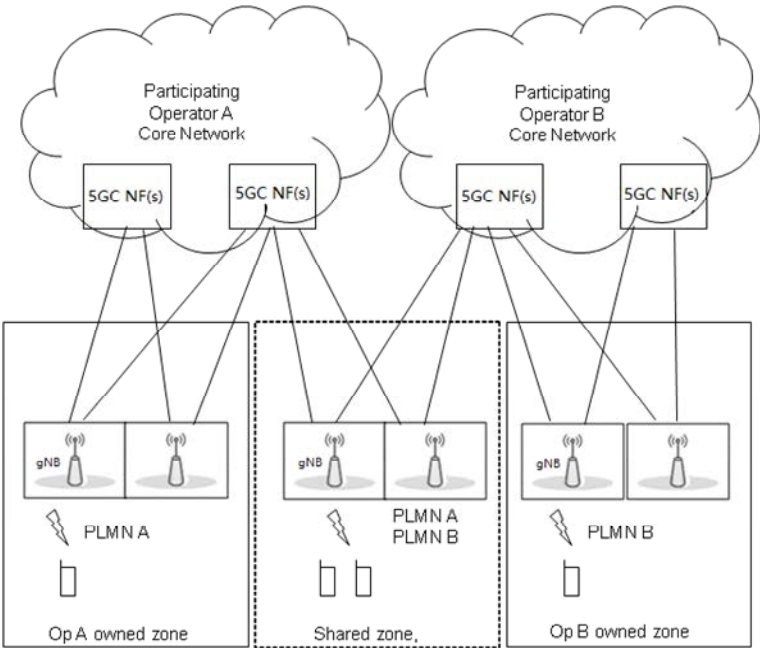 Participating
Operator A
Core Network
Participating
Operator B
Core Network
5GC NF(s)
5GC NF(s)
5GC NF(s)
5GC NF(s)
gNB
gNB
gNB
PLMN A
PLMN A
PLMN B
PLMN B
Op A owned zone
Shared zone,
Op B owned zone